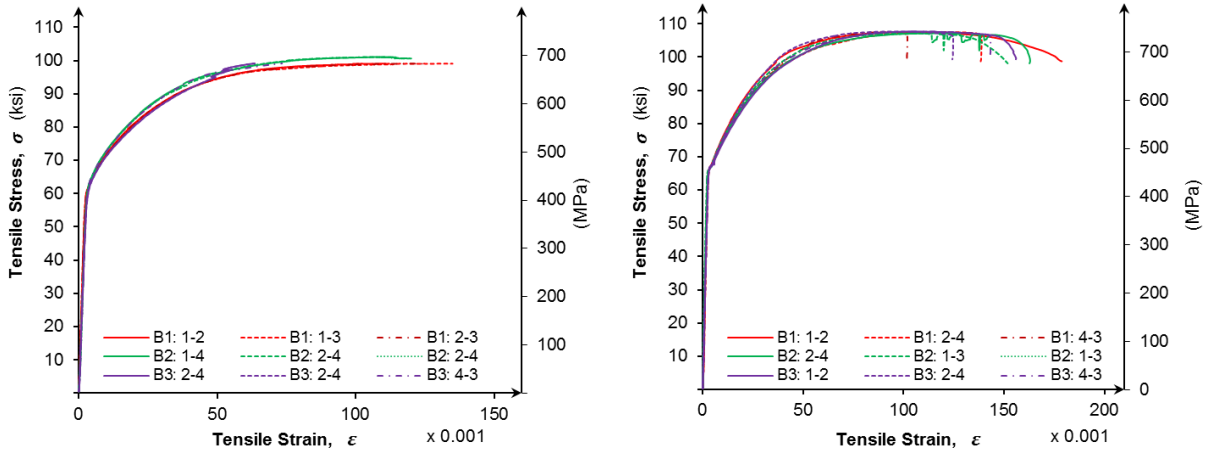 110
100
90
80
70
60
50
40
30
20
10
Tensile Stress, σ (ksi)
700
600
500
400
300
200
100
(MPa)
B1: 1-2 B1: 1-3 B1: 2-3
B2: 1-4 B2: 2-4 B2: 2-4
B3: 2-4 B3: 2-4 B3: 4-3
0 50 100 150
Tensile Strain, ε x 0.001
110
100
90
80
70
60
50
40
30
20
10
Tensile Stress, σ (ksi)
700
600
500
400
300
200
100
0
(MPa)
B1: 1-2 B1: 2-4 B1: 4-3
B2: 2-4 B2: 1-3 B2: 1-3
B3: 1-2 B3: 2-4 B3: 4-3
0 50 100 150 200
Tensile Strain, ε x 0.001